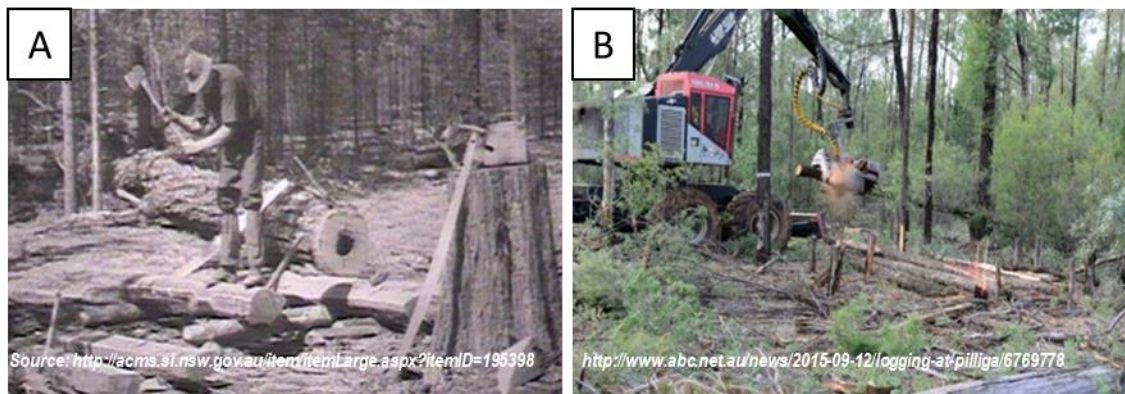 A
B
Source: http://acms.sl.nsw.gov.au/item/itemLarge.aspx?itemID=195398
http://www.abc.net.au/news/2015-09-12/logging-at-pilliga/6769778